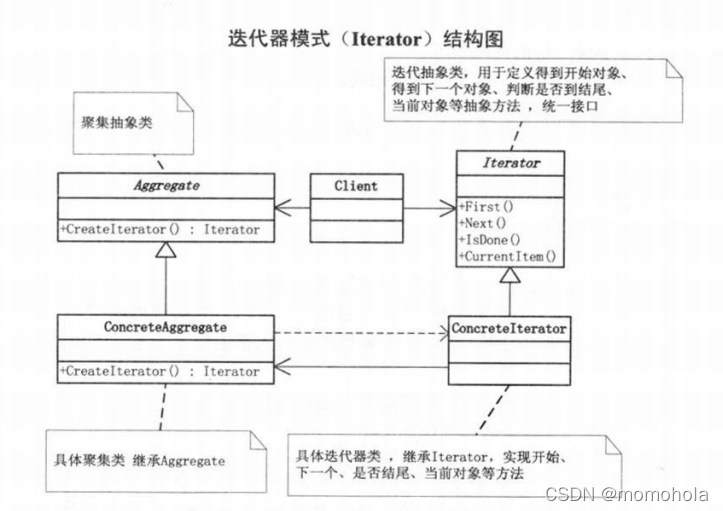 迭代器模式（Iterator）结构图
迭代抽象类，用于定义得到开始对象、
得到下一个对象、判断是否到结尾、
当前对象等抽象方法 ，统一接口
聚集抽象类
Aggregate
+CreateIterator() : Iterator
Client
Iterator
+First()
+Next()
+IsDone()
+CurrentItem()
ConcreteAggregate
+CreateIterator() : Iterator
ConcreteIterator
具体聚集类 继承Aggregate
具体迭代器类 ，继承Iterator，实现开始、
下一个、是否结尾、当前对象等方法
CSDN @momohola